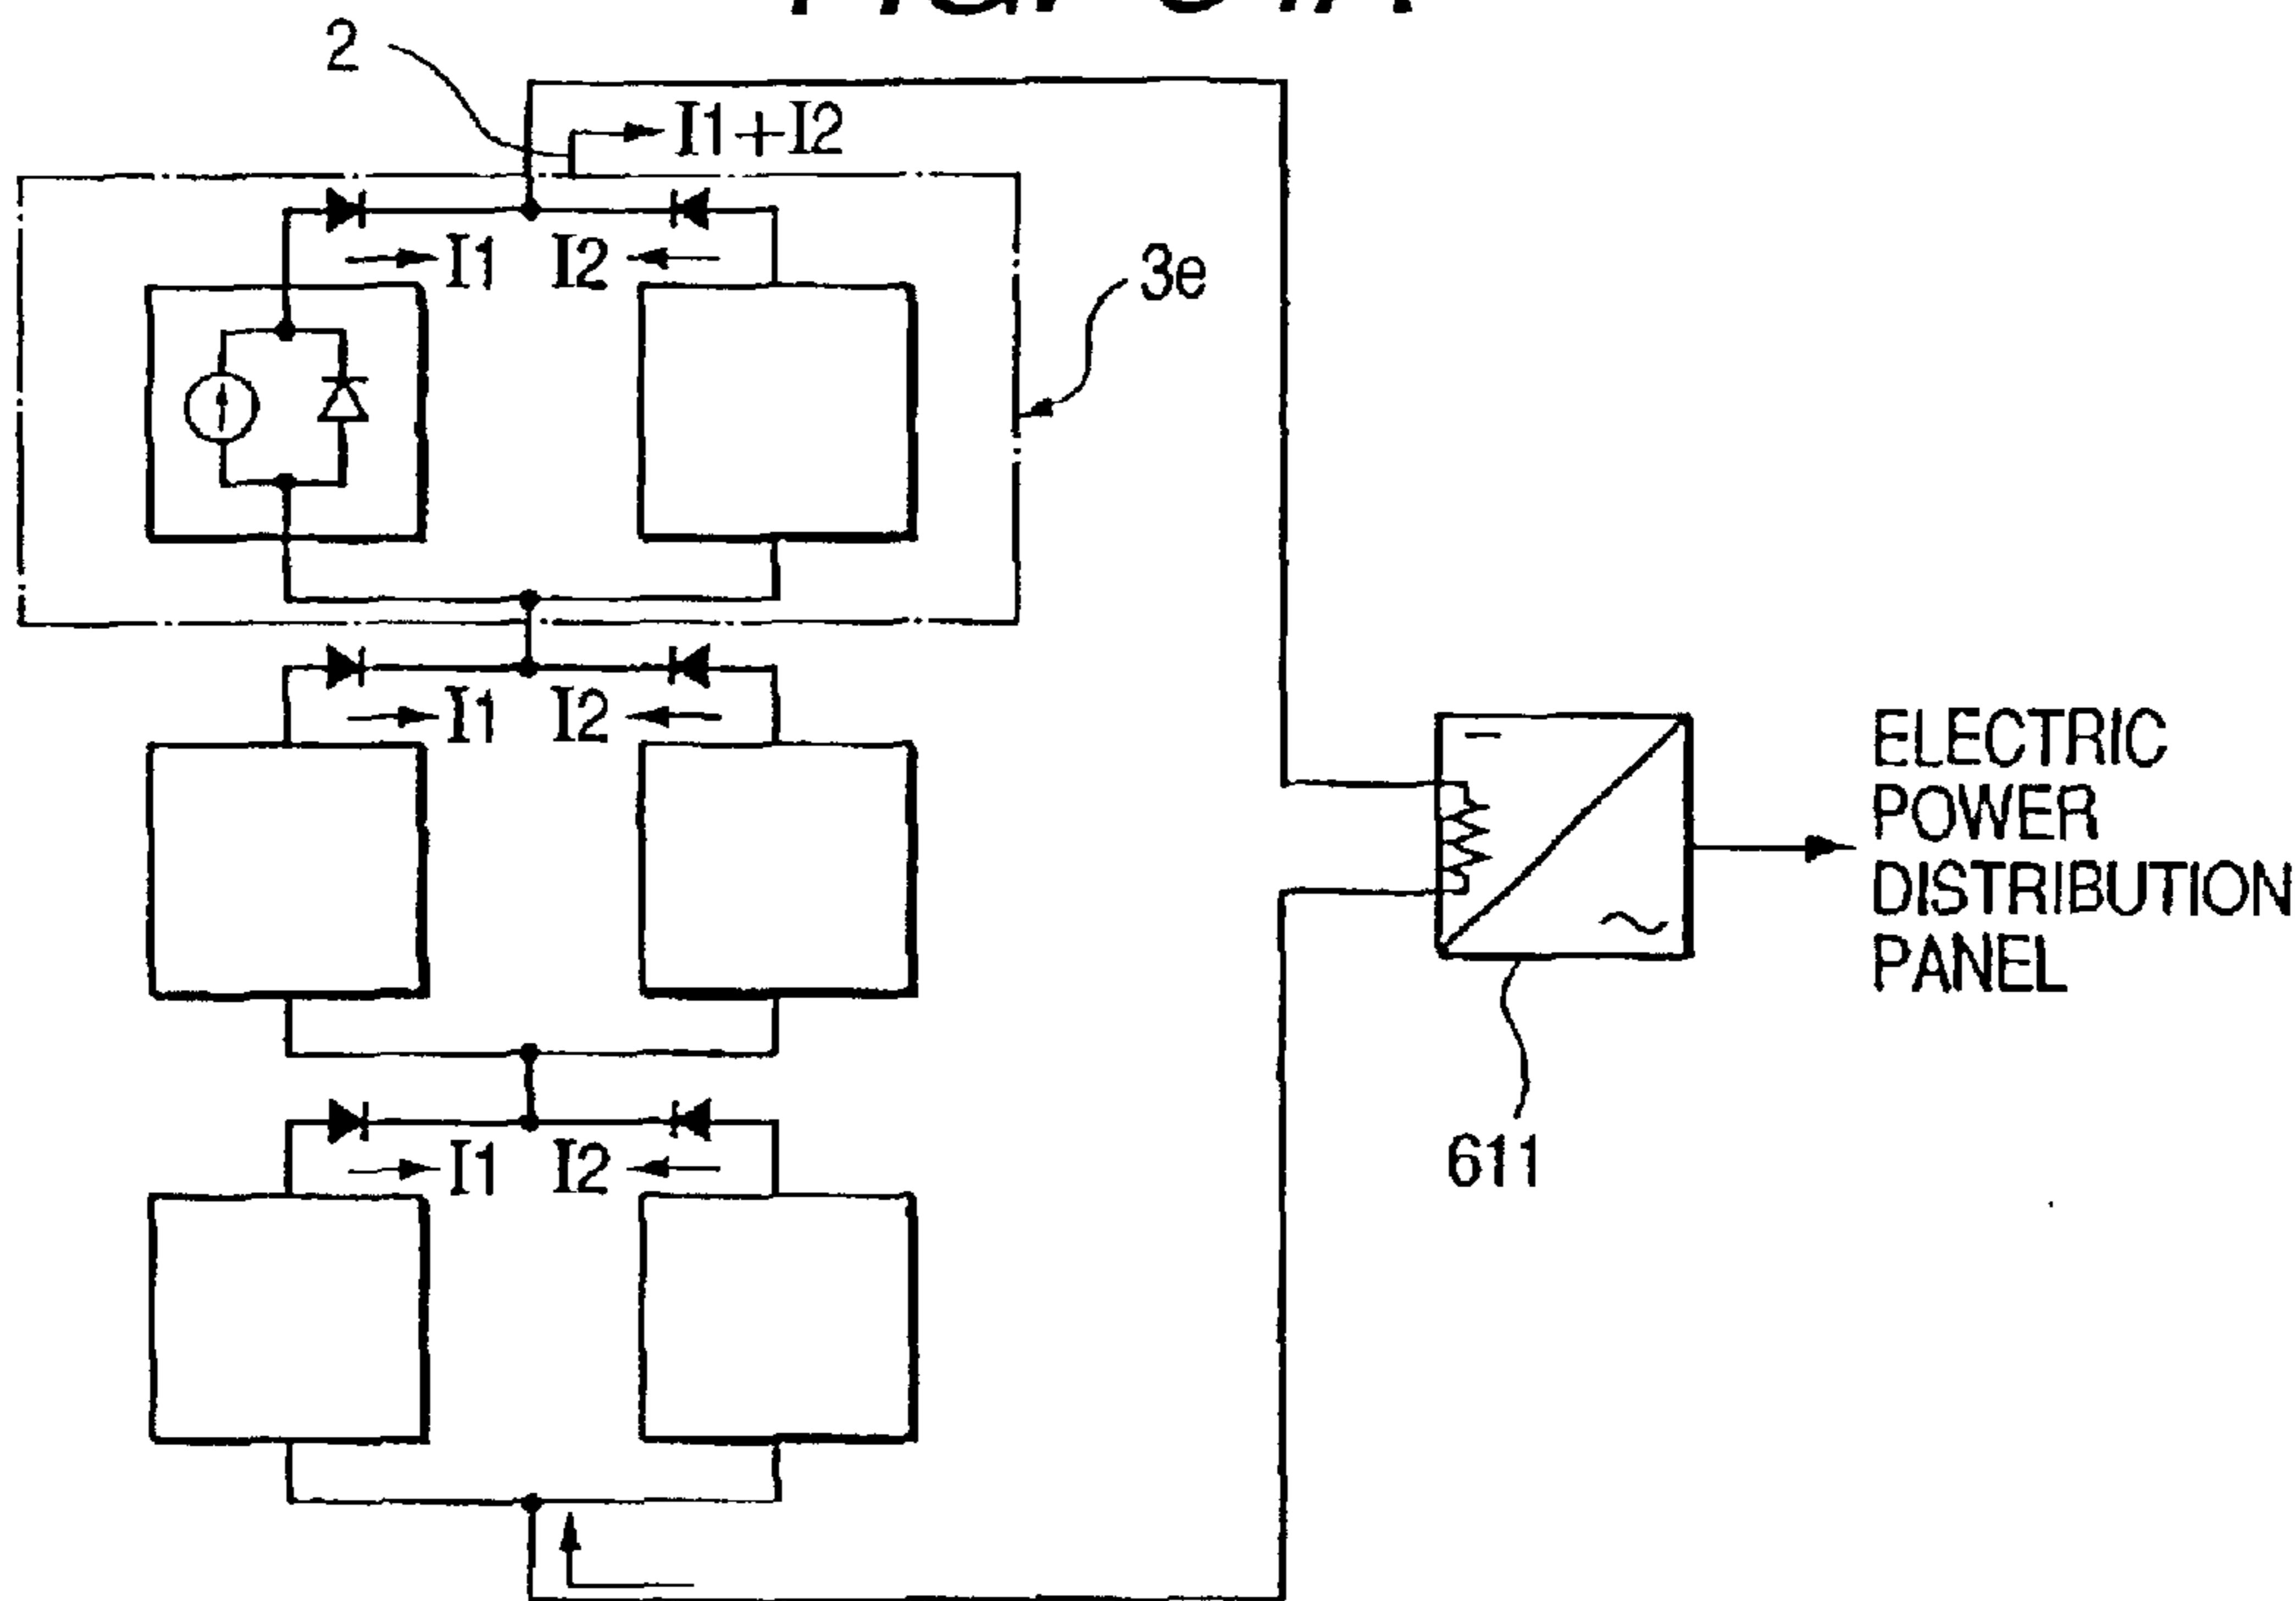 2
I1+I2
I1 I2
3e
I1 I2
ELECTRIC
POWER
DISTRIBUTION
PANEL
611
I1 I2